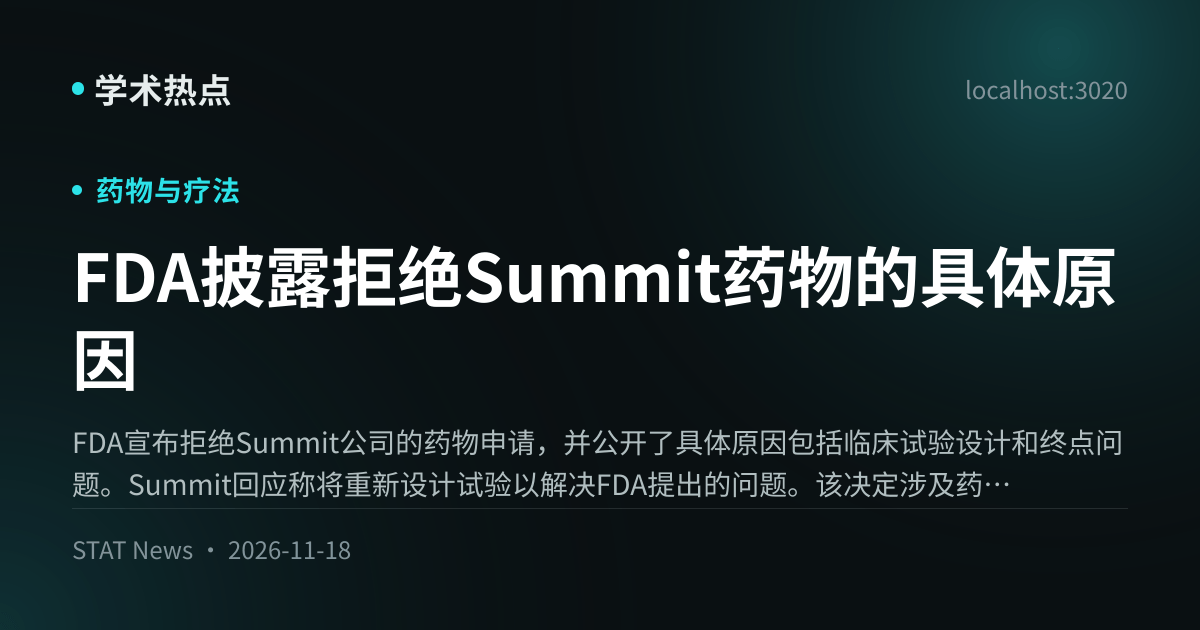 学术热点
localhost:3020
药物与疗法
FDA披露拒绝Summit药物的具体原
因
FDA宣布拒绝Summit公司的药物申请，并公开了具体原因包括临床试验设计和终点问
题。Summit回应称将重新设计试验以解决FDA提出的问题。该决定涉及药…
STAT News • 2026-11-18